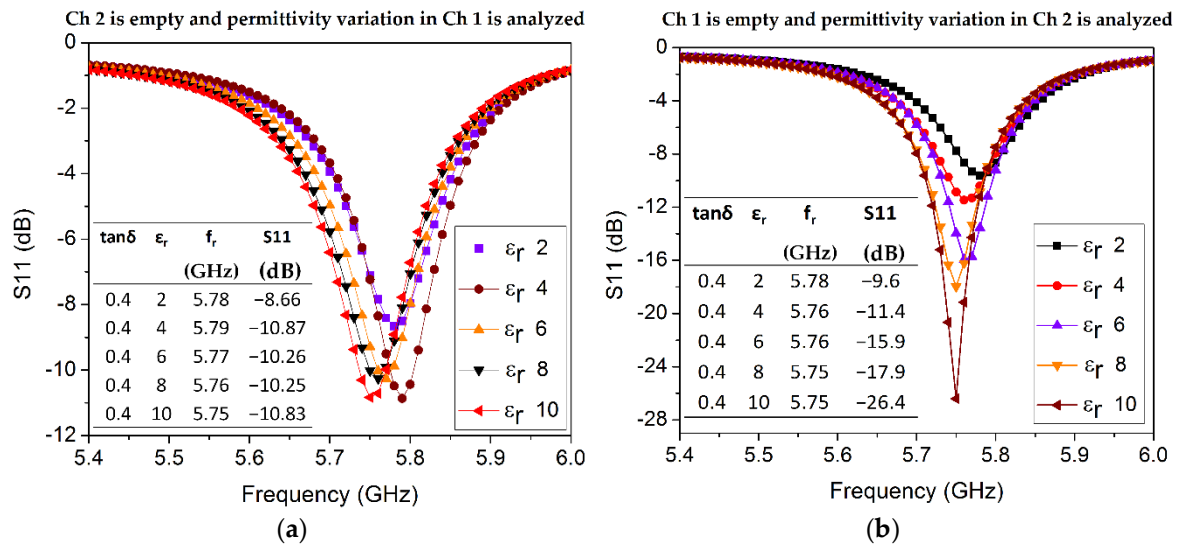 Ch 2 is empty and permittivity variation in Ch 1 is analyzed
0
-2
-4
-6
-8
-10
-12
S11 (dB)
tanδ εr fr S11
(GHz) (dB)
0.4 2 5.78 −8.66
0.4 4 5.79 −10.87
0.4 6 5.77 −10.26
0.4 8 5.76 −10.25
0.4 10 5.75 −10.83
εr 2
εr 4
εr 6
εr 8
εr 10
5.4 5.5 5.6 5.7 5.8 5.9 6.0
Frequency (GHz)
(a)
Ch 1 is empty and permittivity variation in Ch 2 is analyzed
0
-4
-8
-12
-16
-20
-24
-28
S11 (dB)
tanδ εr fr S11
(GHz) (dB)
0.4 2 5.78 −9.6
0.4 4 5.76 −11.4
0.4 6 5.76 −15.9
0.4 8 5.75 −17.9
0.4 10 5.75 −26.4
εr 2
εr 4
εr 6
εr 8
εr 10
5.4 5.5 5.6 5.7 5.8 5.9 6.0
Frequency (GHz)
(b)